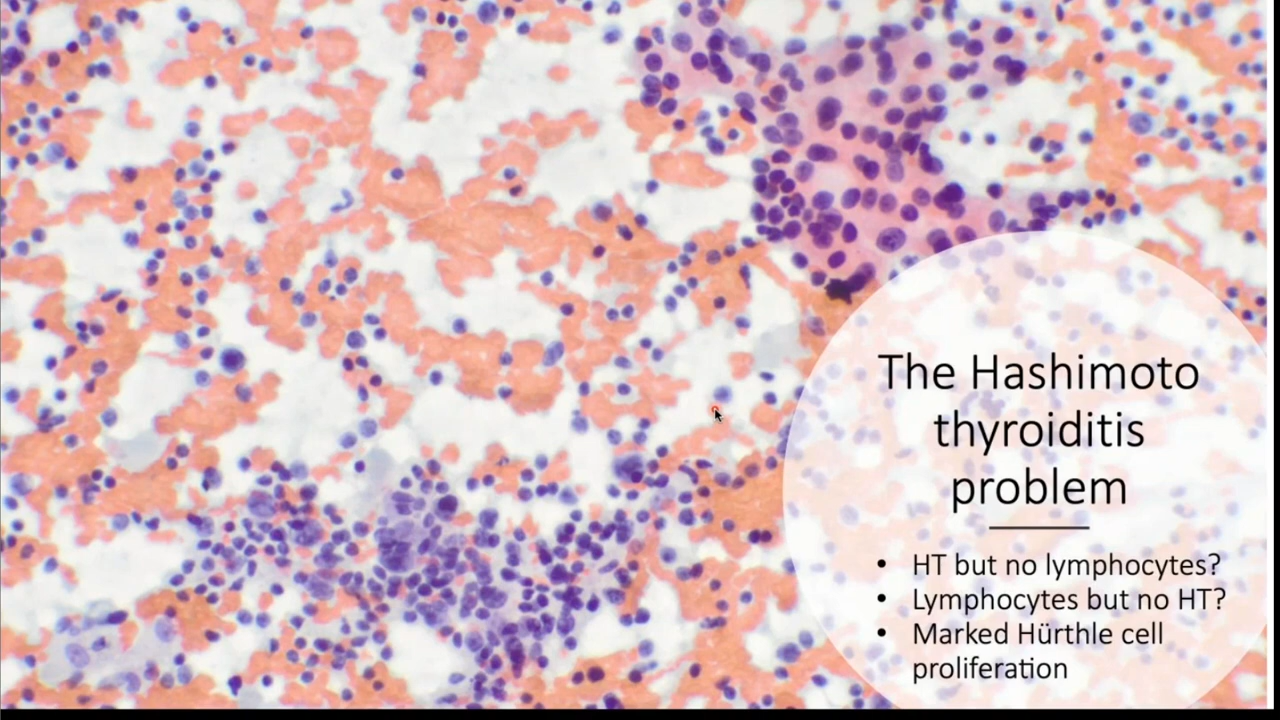 The Hashimoto
thyroiditis
problem
• HT but no lymphocytes?
• Lymphocytes but no HT?
• Marked Hürthle cell
proliferation